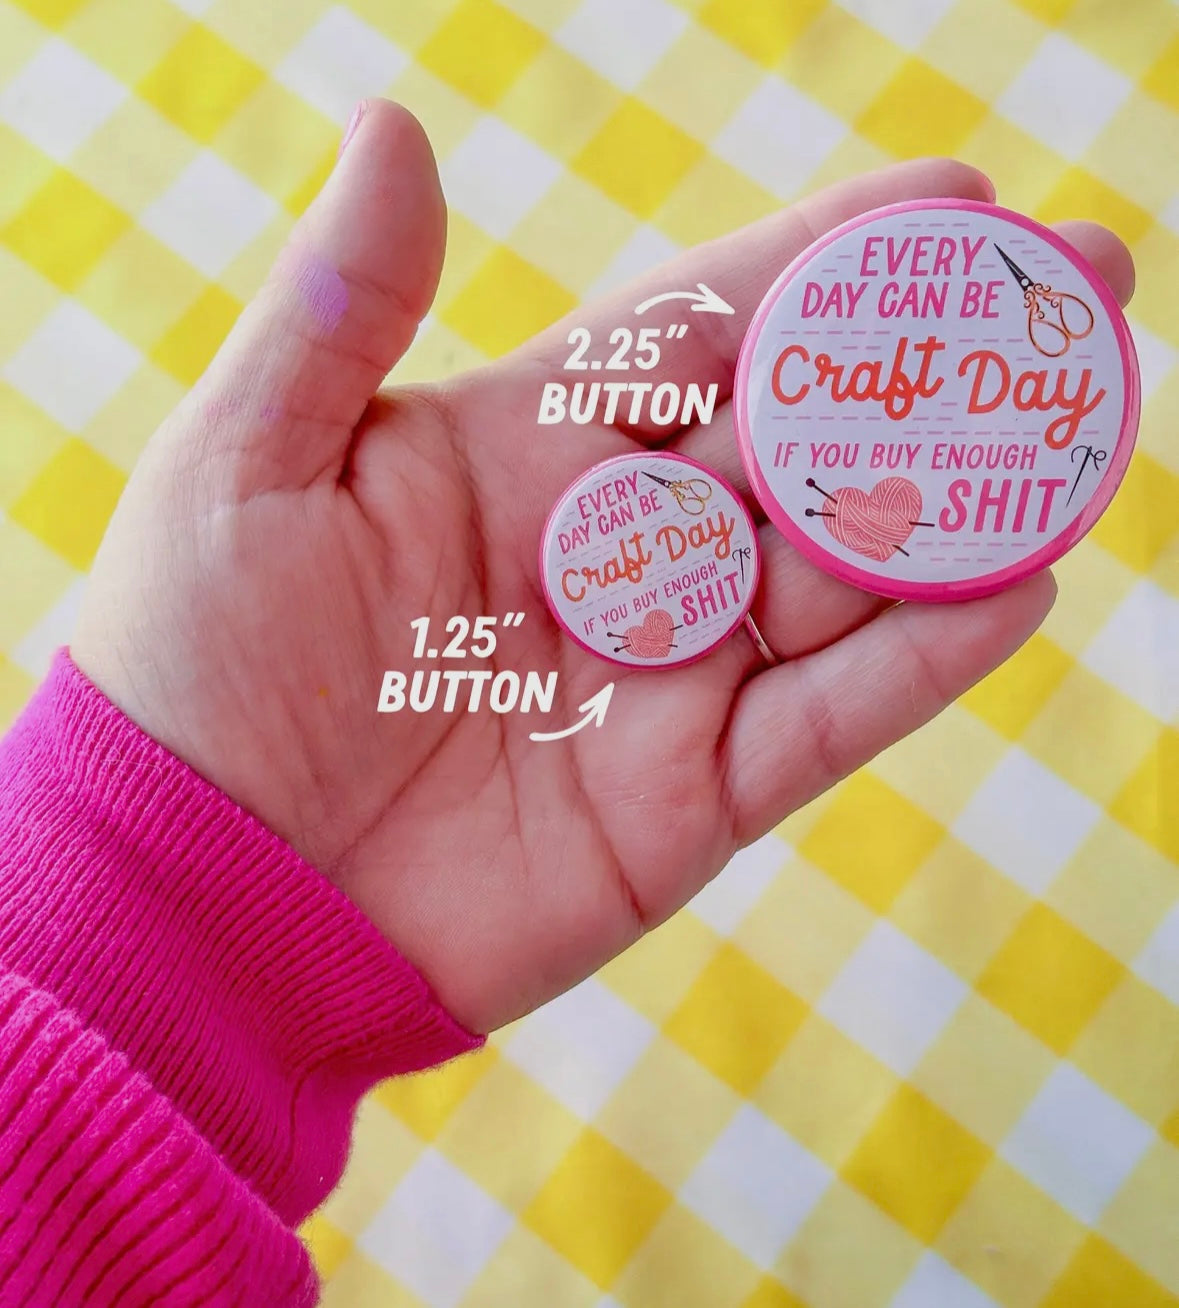 EVERY
DAY CAN BE
Craft Day
IF YOU BUY ENOUGH
SHIT
2.25"
BUTTON
EVERY
DAY CAN BE
Craft Day
IF YOU BUY ENOUGH
SHIT
1.25"
BUTTON